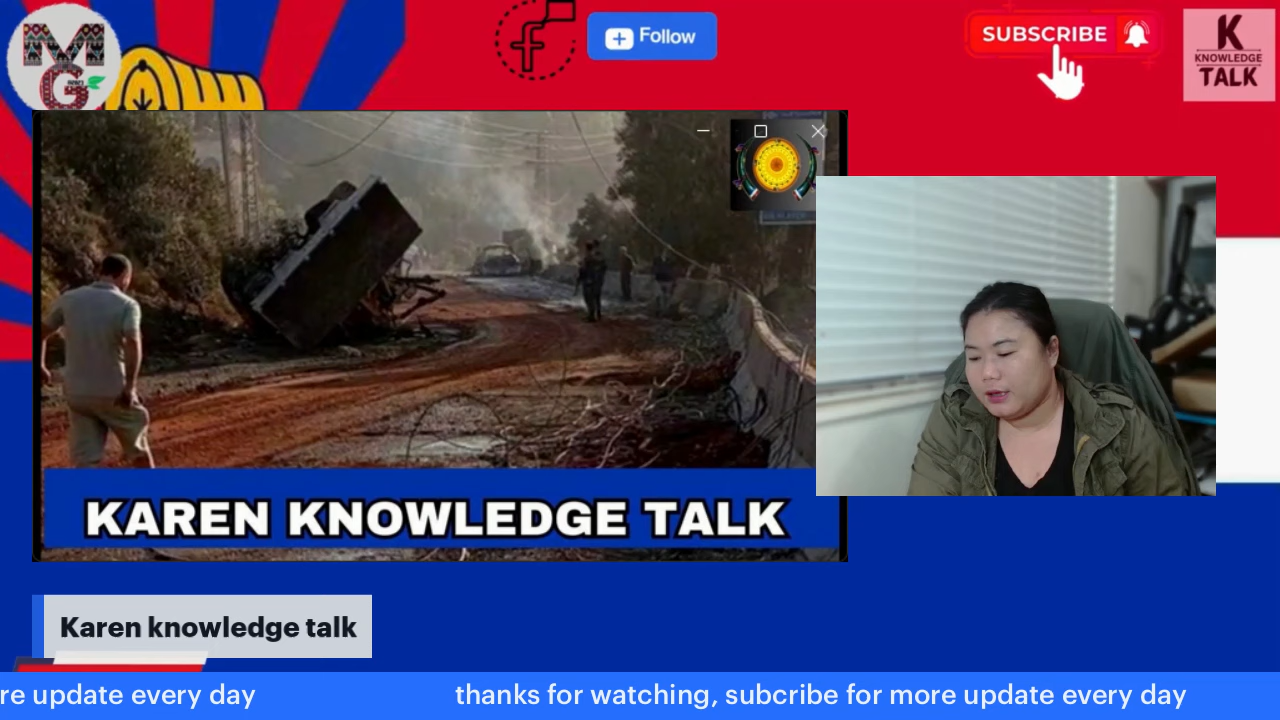 MG
Follow
SUBSCRIBE
K
KNOWLEDGE
TALK
KAREN KNOWLEDGE TALK
Karen knowledge talk
re update every day
thanks for watching, subcribe for more update every day